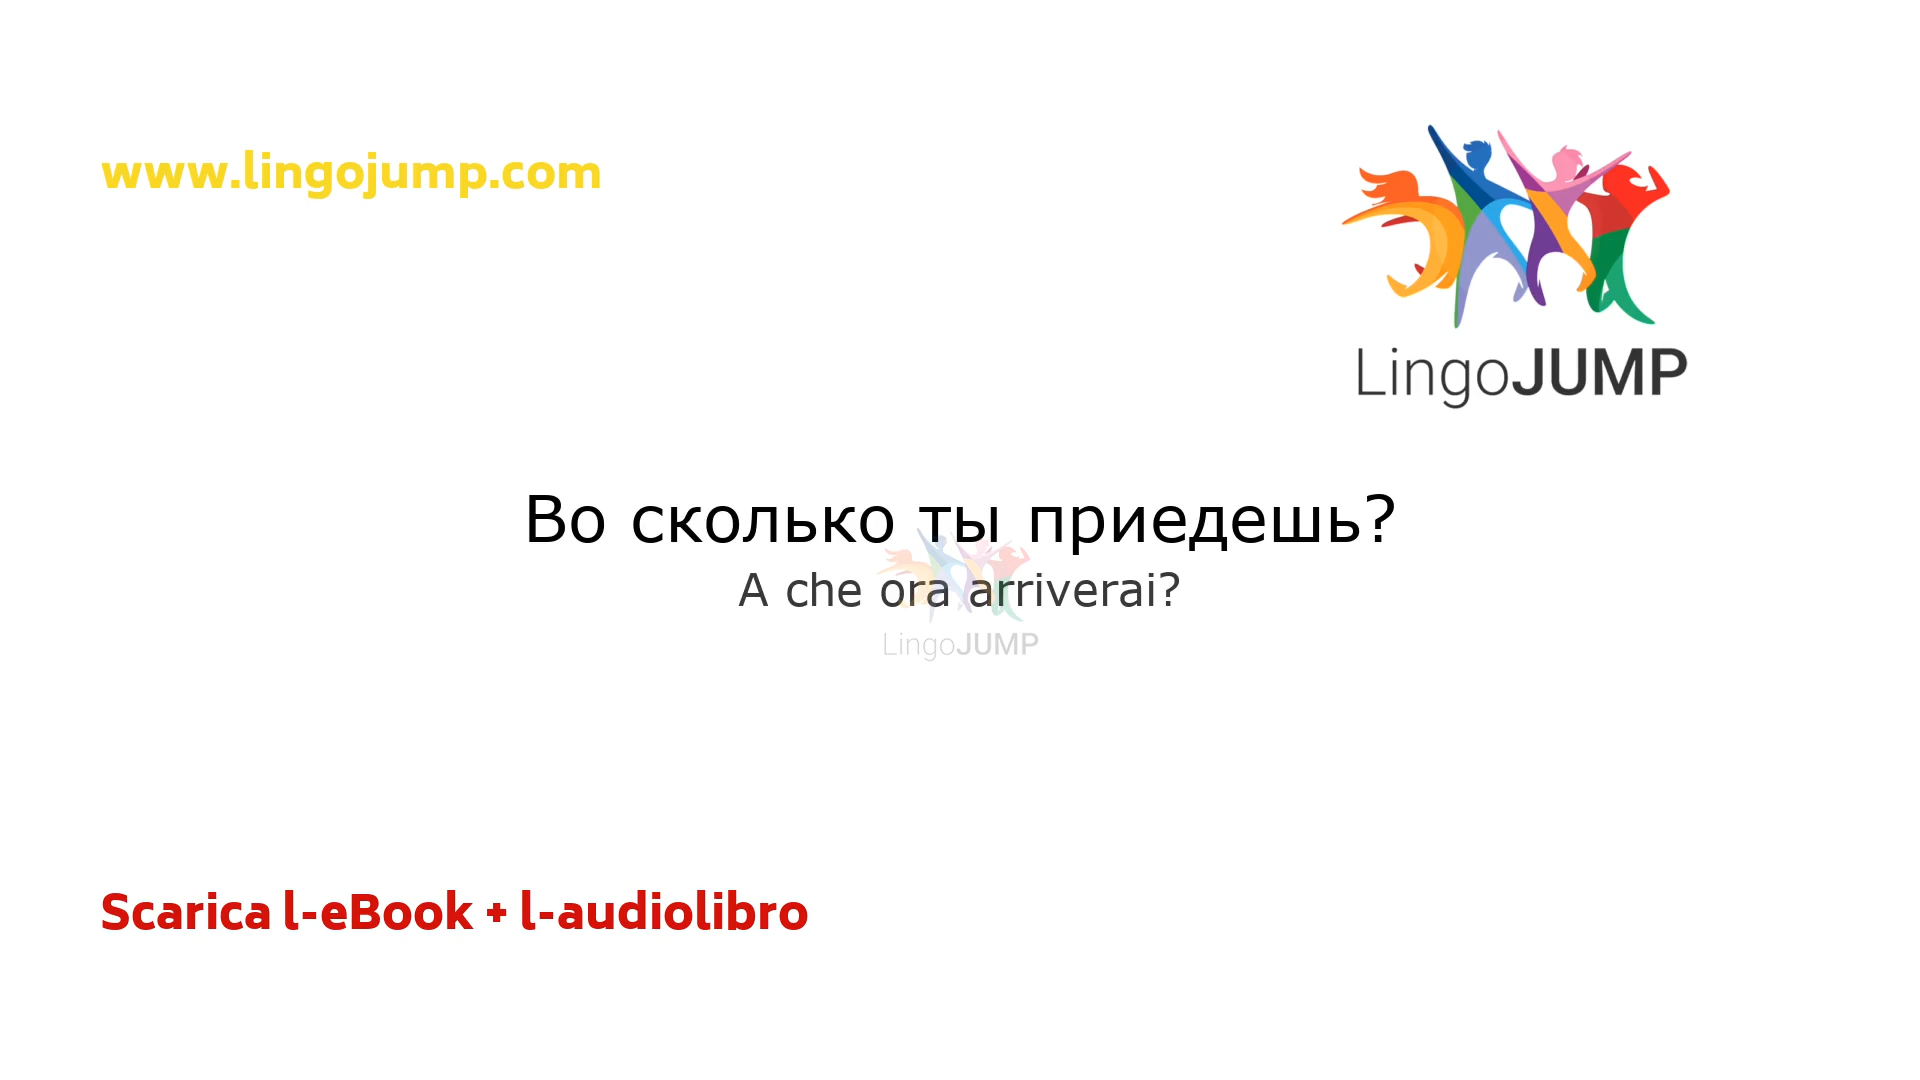 www.lingojump.com
LingoJUMP
Во сколько ты приедешь?
A che ora arriverai?
LingoJUMP
Scarica l-eBook + l-audiolibro